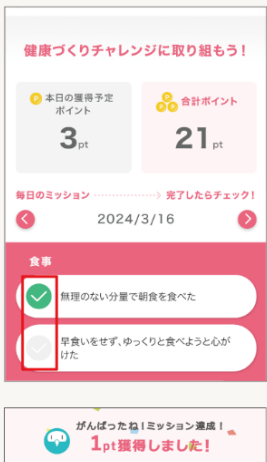 健康づくりチャレンジに取り組もう！
P 本日の獲得予定
ポイント
3pt
P P P 合計ポイント
21pt
毎日のミッション
完了したらチェック！
2024/3/16
食事
無理のない分量で朝食を食べた
早食いをせず、ゆっくりと食べようと心が
けた
がんばったね！ミッション達成！
1pt獲得しました！